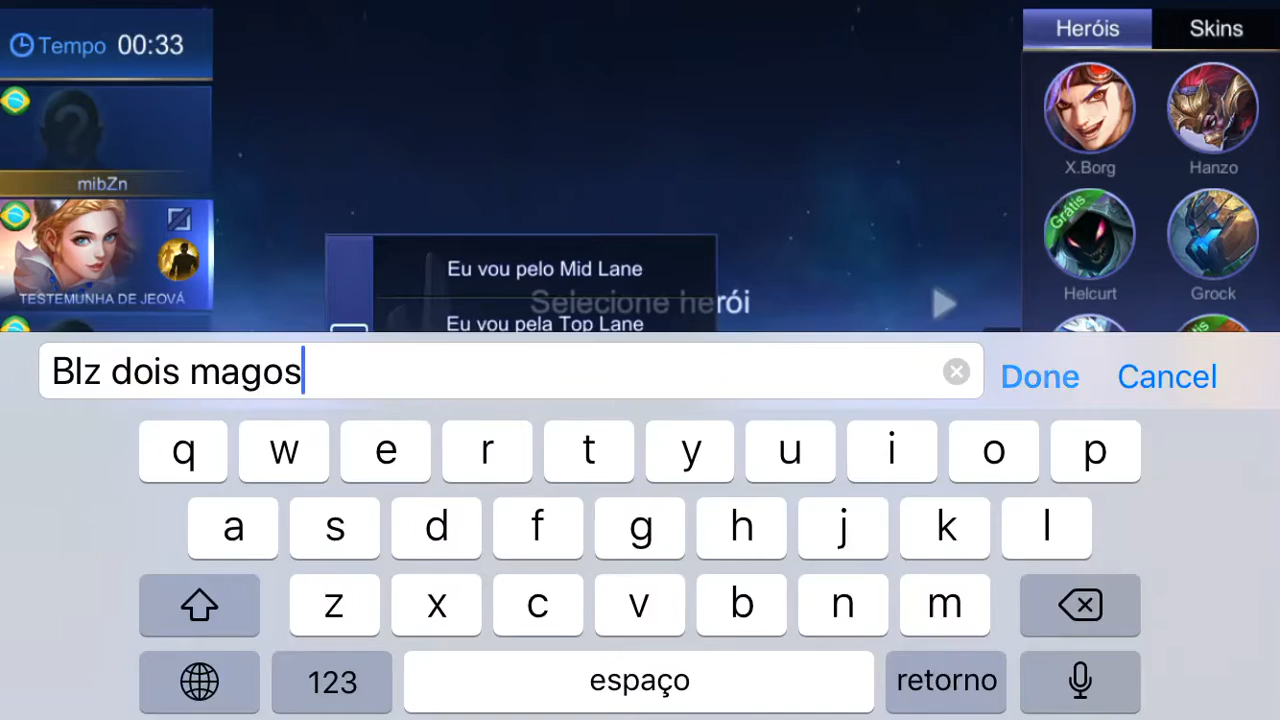 Tempo 00:33
Heróis
Skins
mibZn
TESTEMUNHA DE JEOVÁ
X.Borg
Hanzo
Grátis
Helcurt
Grock
Eu vou pelo Mid Lane
Selecione herói
Eu vou pela Top Lane
Blz dois magos
Done
Cancel
q w e r t y u i o p
a s d f g h j k l
z x c v b n m
123
espaço
retorno